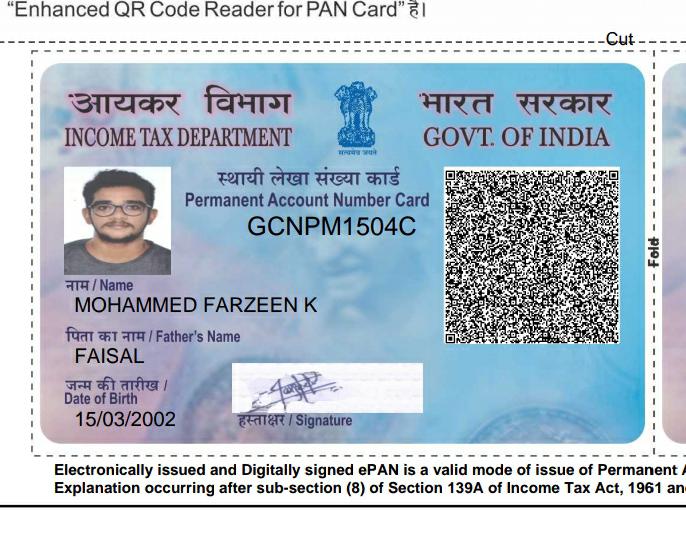 “Enhanced QR Code Reader for PAN Card” है।
Cut
आयकर विभाग
INCOME TAX DEPARTMENT
सत्यमेव जयते
भारत सरकार
GOVT. OF INDIA
स्थायी लेखा संख्या कार्ड
Permanent Account Number Card
GCNPM1504C
Fold
नाम / Name
MOHAMMED FARZEEN K
पिता का नाम / Father's Name
FAISAL
जन्म की तारीख /
Date of Birth
15/03/2002
हस्ताक्षर / Signature
Electronically issued and Digitally signed ePAN is a valid mode of issue of Permanent A
Explanation occurring after sub-section (8) of Section 139A of Income Tax Act, 1961 an